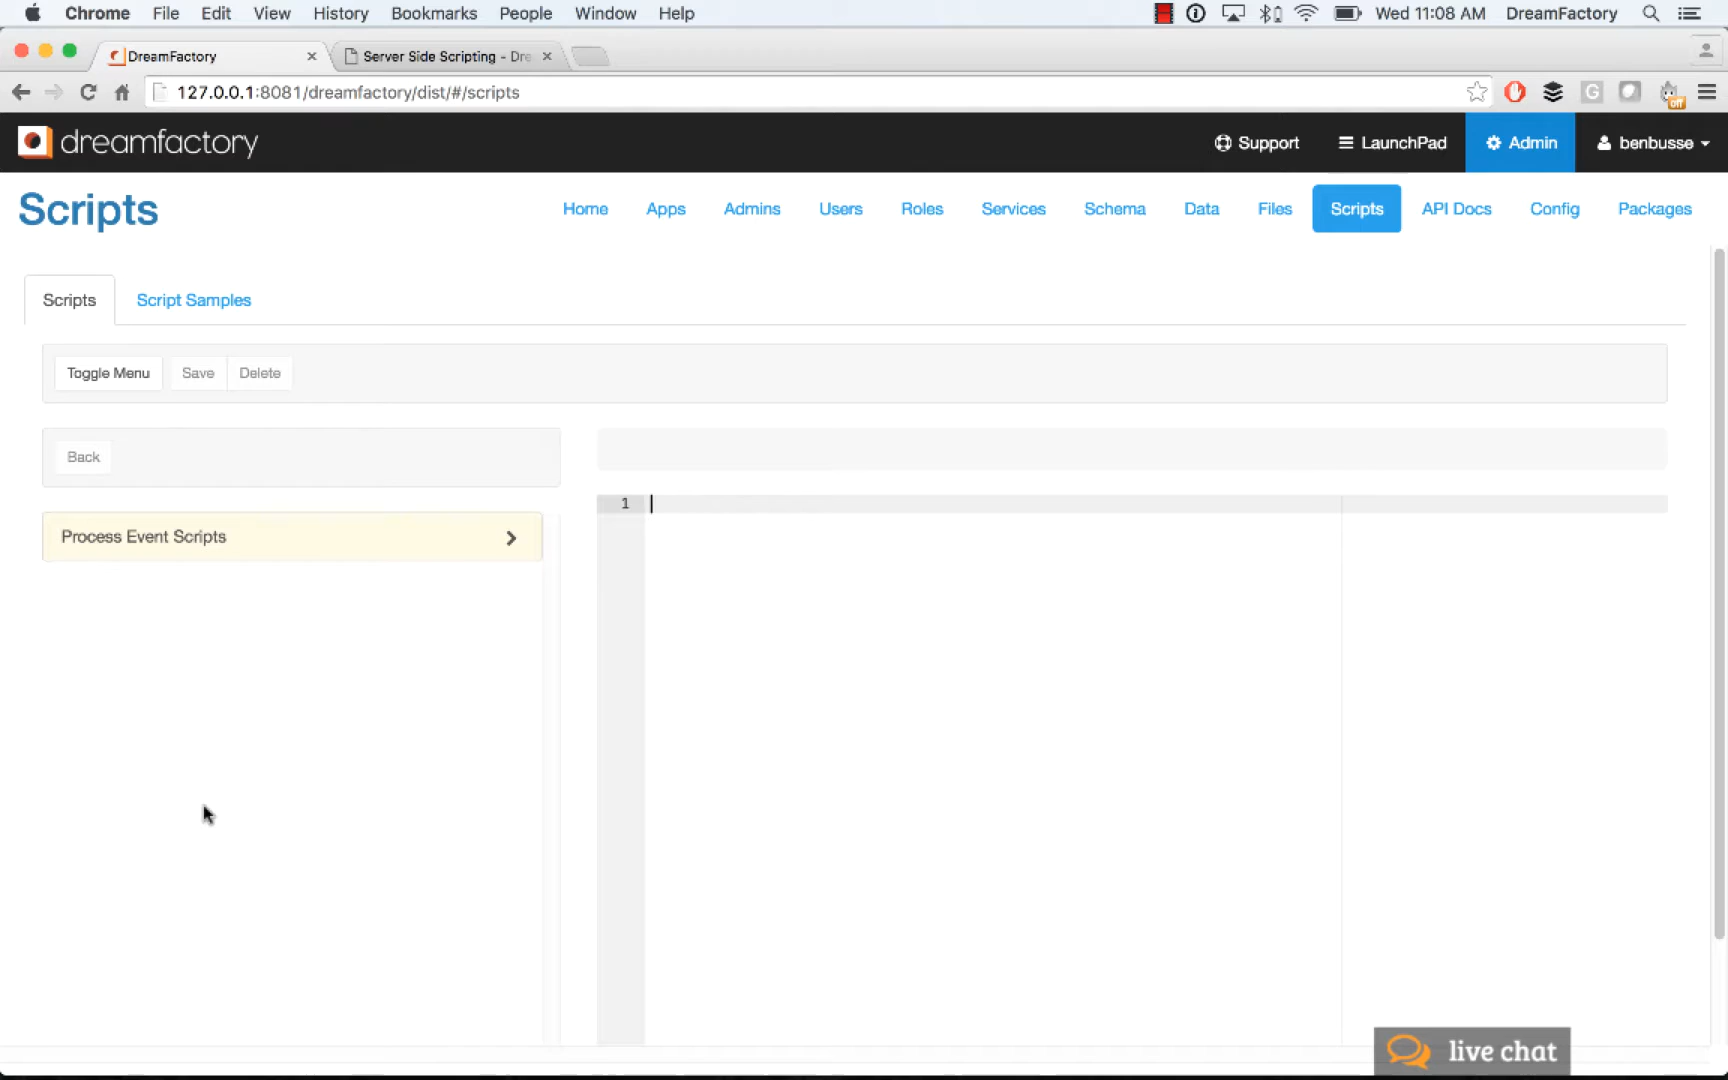 Chrome File Edit View History Bookmarks People Window Help Wed 11:08 AM DreamFactory
DreamFactory Server Side Scripting - Dre
127.0.0.1:8081/dreamfactory/dist/#/scripts
off
dreamfactory Support LaunchPad Admin benbusse
Scripts Home Apps Admins Users Roles Services Schema Data Files Scripts API Docs Config Packages
Scripts Script Samples
Toggle Menu Save Delete
Back
1
Process Event Scripts
live chat